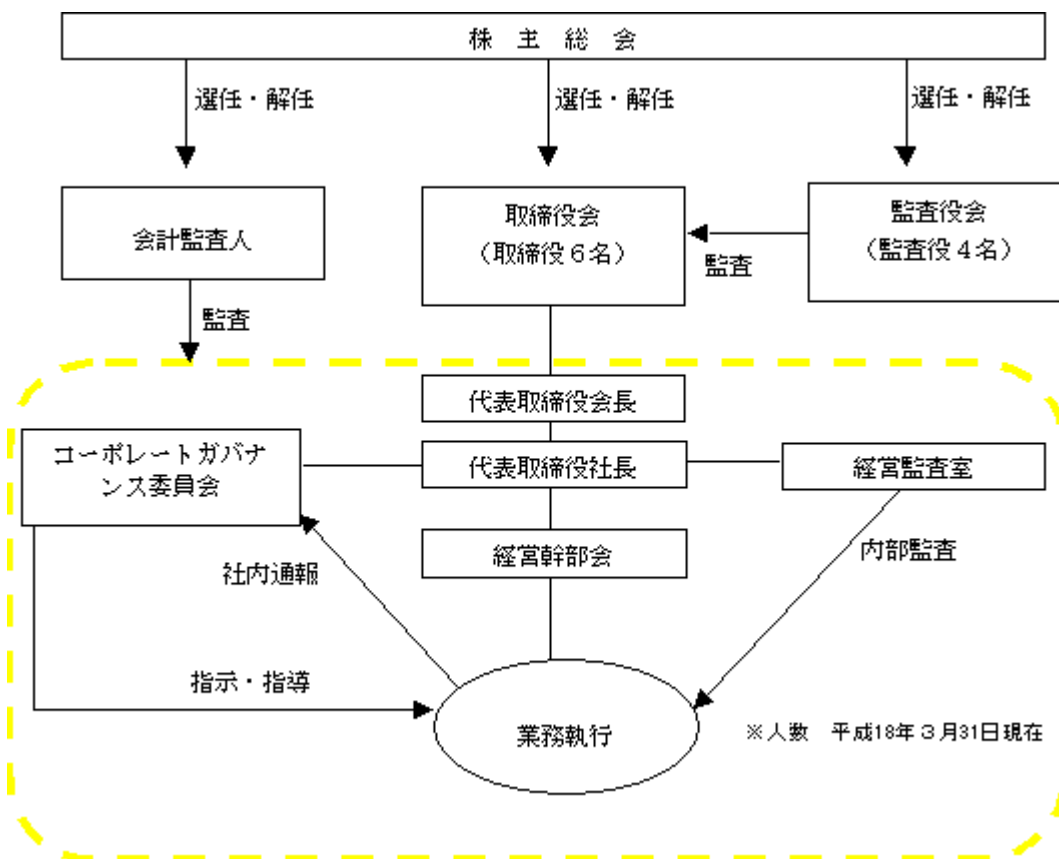 株 主 総 会
選任・解任
選任・解任
選任・解任
会計監査人
取締役会
（取締役６名）
監査役会
（監査役４名）
監査
監査
代表取締役会長
コーポレートガバナ
ンス委員会
代表取締役社長
経営監査室
経営幹部会
内部監査
社内通報
指示・指導
業務執行
※人数　平成18年３月31日現在